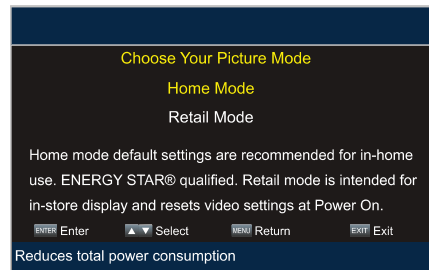 Choose Your Picture Mode
Home Mode
Retail Mode
Home mode default settings are recommended for in-home
use. ENERGY STAR® qualified. Retail mode is intended for
in-store display and resets video settings at Power On.
ENTER Enter ▲ ▼ Select MENU Return EXIT Exit
Reduces total power consumption